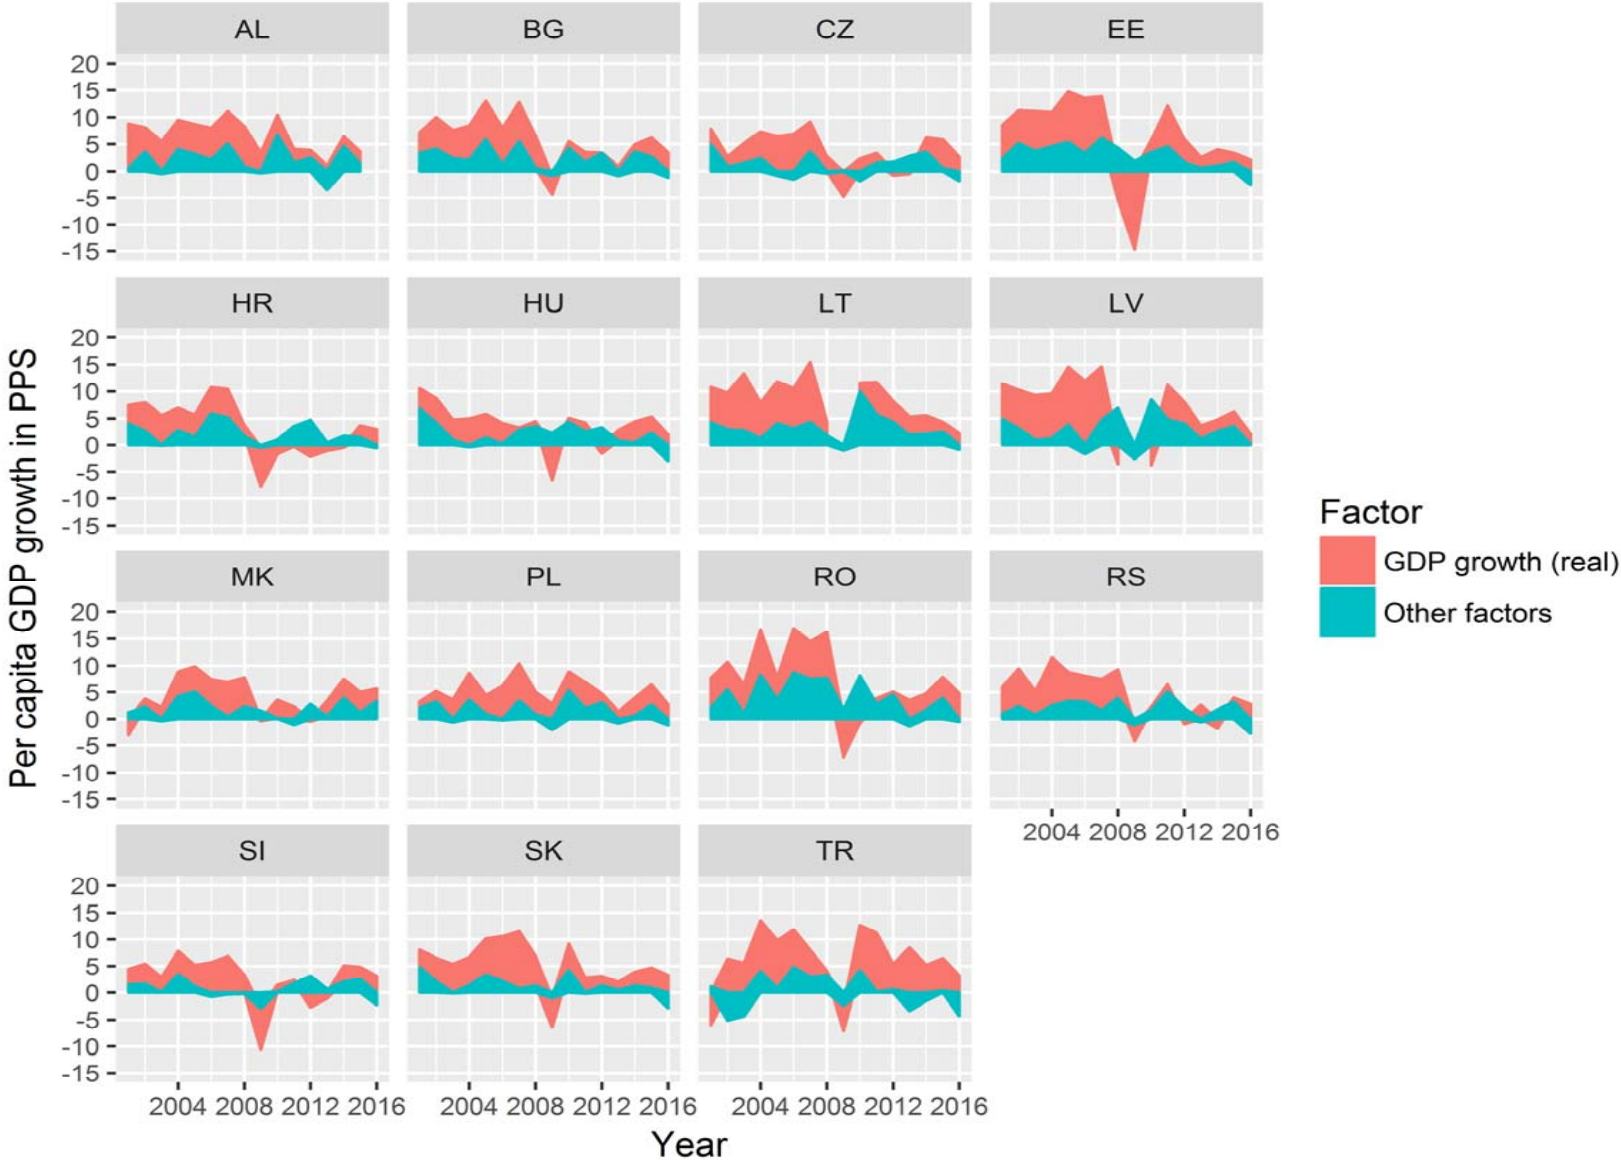 AL BG CZ EE
20
15
10
5
0
-5
-10
-15
HR HU LT LV
20
15
10
5
0
-5
-10
-15
MK PL RO RS
20
15
10
5
0
-5
-10
-15
2004 2008 2012 2016
SI SK TR
20
15
10
5
0
-5
-10
-15
2004 2008 2012 2016 2004 2008 2012 2016 2004 2008 2012 2016
Year
Per capita GDP growth in PPS
Factor
GDP growth (real)
Other factors